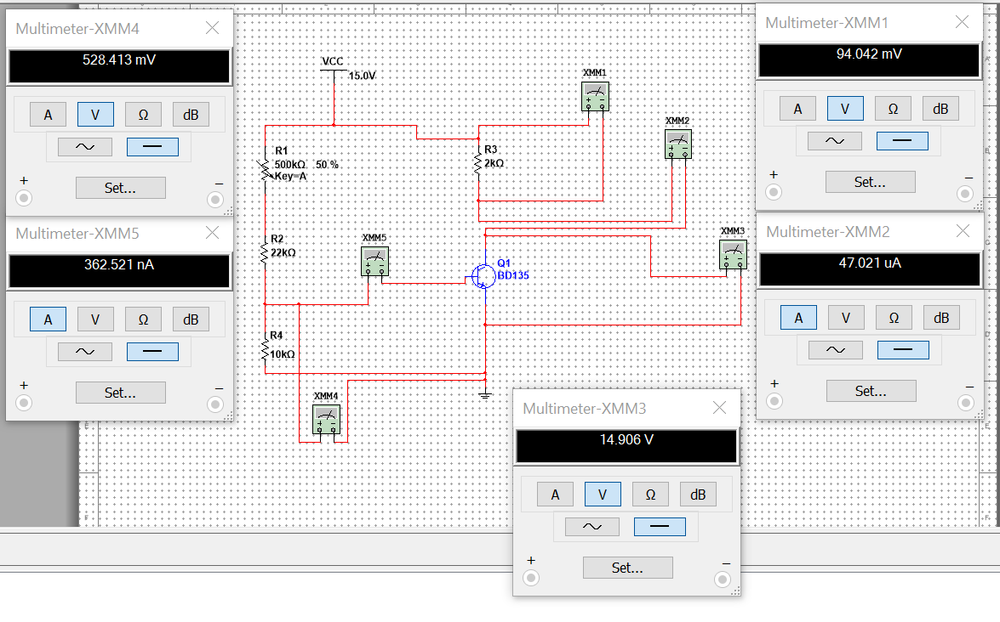 Multimeter-XMM4
528.413 mV
A V Ω dB
+ −
Set...
Multimeter-XMM5
362.521 nA
A V Ω dB
+ −
Set...
VCC
15.0V
R1
500kΩ 50 %
Key=A
R2
22kΩ
R4
10kΩ
XMM5
+ −
XMM4
+ −
R3
2kΩ
Q1
BD135
XMM1
+ −
XMM2
+ −
XMM3
+ −
Multimeter-XMM1
94.042 mV
A V Ω dB
+ −
Set...
Multimeter-XMM2
47.021 uA
A V Ω dB
+ −
Set...
Multimeter-XMM3
14.906 V
A V Ω dB
+ −
Set...